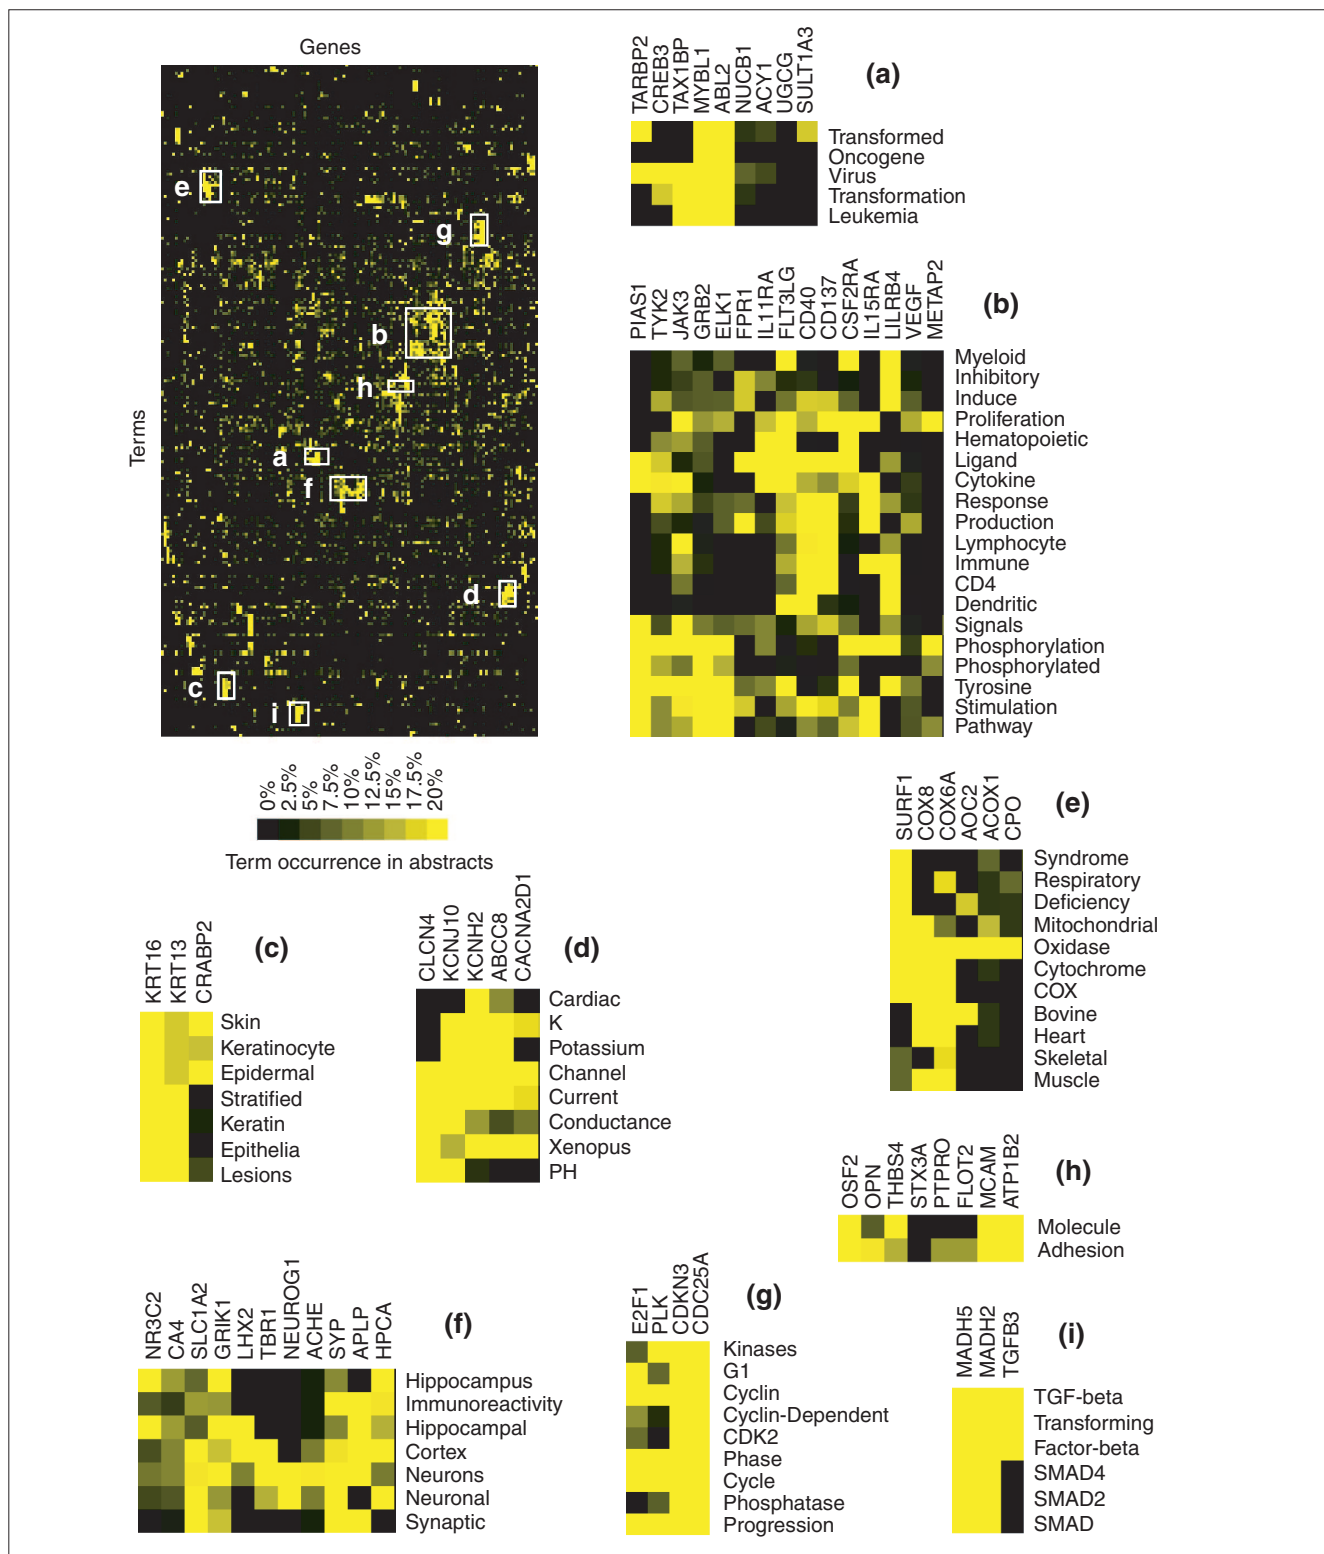 Genes
Terms
e
g
b
h
a
f
d
c
i
0%
2.5%
5%
7.5%
10%
12.5%
15%
17.5%
20%
Term occurrence in abstracts
(a)
TARBP2
CREB3
TAX1BP
MYBL1
ABL2
NUCB1
ACY1
UGCG
SULT1A3
Transformed
Oncogene
Virus
Transformation
Leukemia
(b)
PIAS1
TYK2
JAK3
GRB2
ELK1
FPR1
IL11RA
FLT3LG
CD40
CD137
CSF2RA
IL15RA
LILRB4
VEGF
METAP2
Myeloid
Inhibitory
Induce
Proliferation
Hematopoietic
Ligand
Cytokine
Response
Production
Lymphocyte
Immune
CD4
Dendritic
Signals
Phosphorylation
Phosphorylated
Tyrosine
Stimulation
Pathway
(c)
KRT16
KRT13
CRABP2
Skin
Keratinocyte
Epidermal
Stratified
Keratin
Epithelia
Lesions
(d)
CLCN4
KCNJ10
KCNH2
ABCC8
CACNA2D1
Cardiac
K
Potassium
Channel
Current
Conductance
Xenopus
PH
(e)
SURF1
COX8
COX6A
AOC2
ACOX1
CPO
Syndrome
Respiratory
Deficiency
Mitochondrial
Oxidase
Cytochrome
COX
Bovine
Heart
Skeletal
Muscle
(h)
OSF2
OPN
THBS4
STX3A
PTPRO
FLOT2
MCAM
ATP1B2
Molecule
Adhesion
(f)
NR3C2
CA4
SLC1A2
GRIK1
LHX2
TBR1
NEUROG1
ACHE
SYP
APLP
HPCA
Hippocampus
Immunoreactivity
Hippocampal
Cortex
Neurons
Neuronal
Synaptic
(g)
E2F1
PLK
CDKN3
CDC25A
Kinases
G1
Cyclin
Cyclin-Dependent
CDK2
Phase
Cycle
Phosphatase
Progression
(i)
MADH5
MADH2
TGFB3
TGF-beta
Transforming
Factor-beta
SMAD4
SMAD2
SMAD